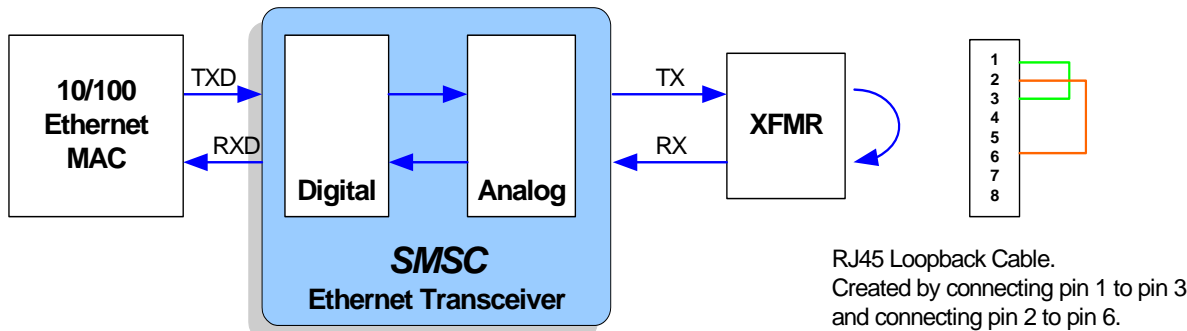 10/100
Ethernet
MAC
TXD
RXD
Digital
Analog
SMSC
Ethernet Transceiver
TX
RX
XFMR
1
2
3
4
5
6
7
8
RJ45 Loopback Cable.
Created by connecting pin 1 to pin 3
and connecting pin 2 to pin 6.